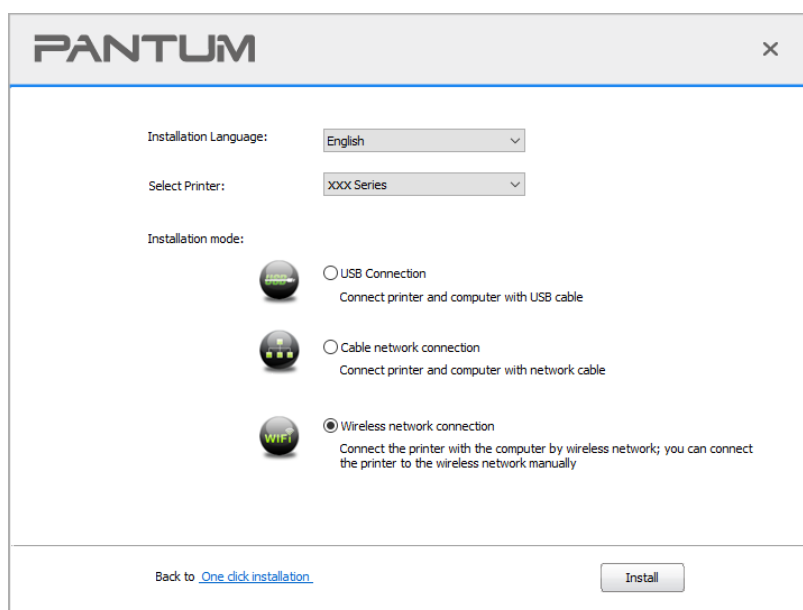 PANTUM
Installation Language:
English
Select Printer:
XXX Series
Installation mode:
USB
USB Connection
Connect printer and computer with USB cable
Cable network connection
Connect printer and computer with network cable
WiFi
Wireless network connection
Connect the printer with the computer by wireless network; you can connect
the printer to the wireless network manually
Back to One click installation
Install